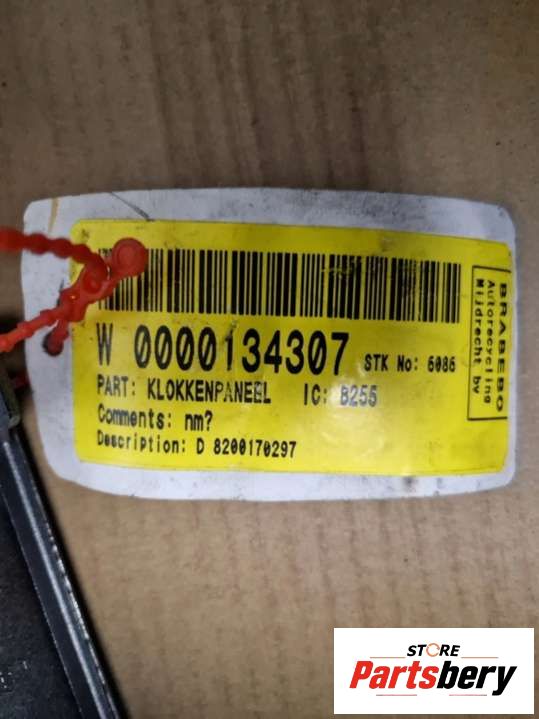 W 0000134307 STK No: 6086
PART: KLOKKENPANEEL IC: B255
Comments: nm?
Description: D 8200170297
BRABEBO
Autorecycling
Mijdrecht bv
STORE
Partsbery